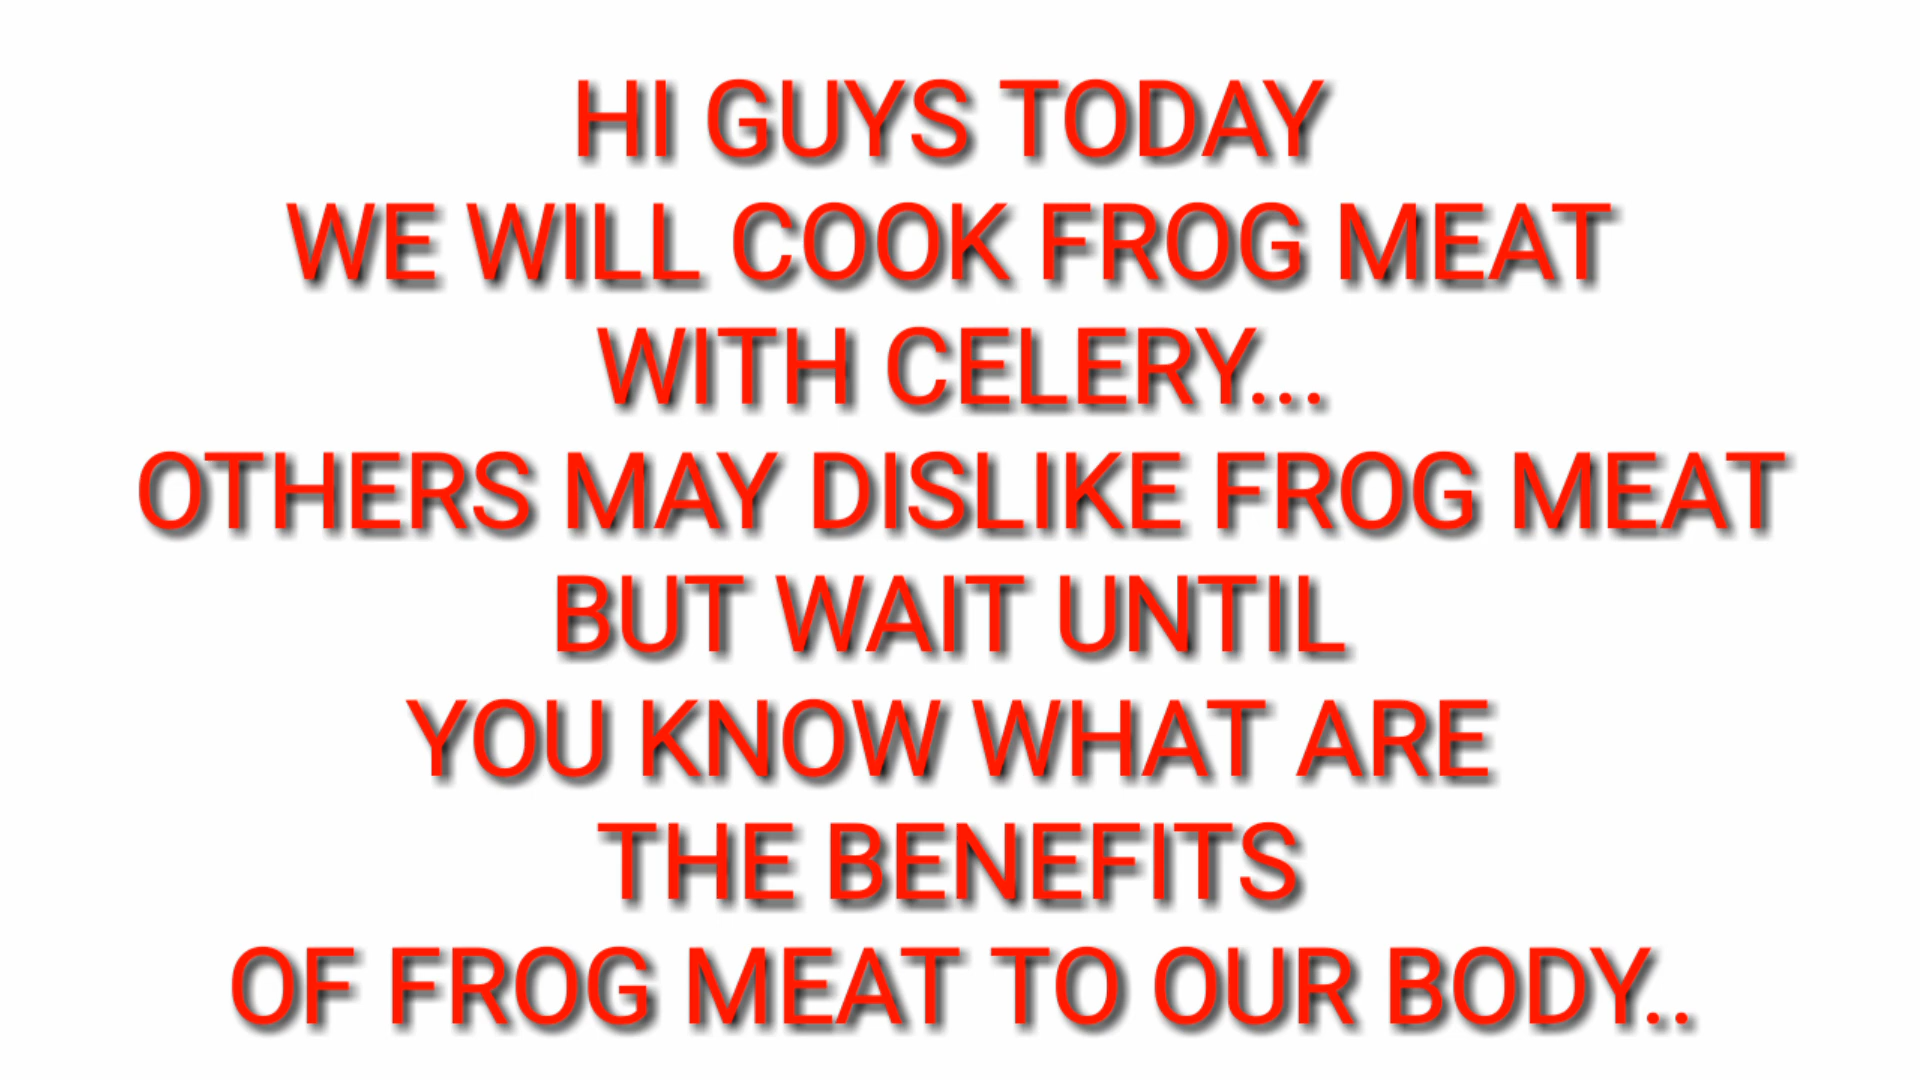 HI GUYS TODAY
WE WILL COOK FROG MEAT
WITH CELERY...
OTHERS MAY DISLIKE FROG MEAT
BUT WAIT UNTIL
YOU KNOW WHAT ARE
THE BENEFITS
OF FROG MEAT TO OUR BODY..